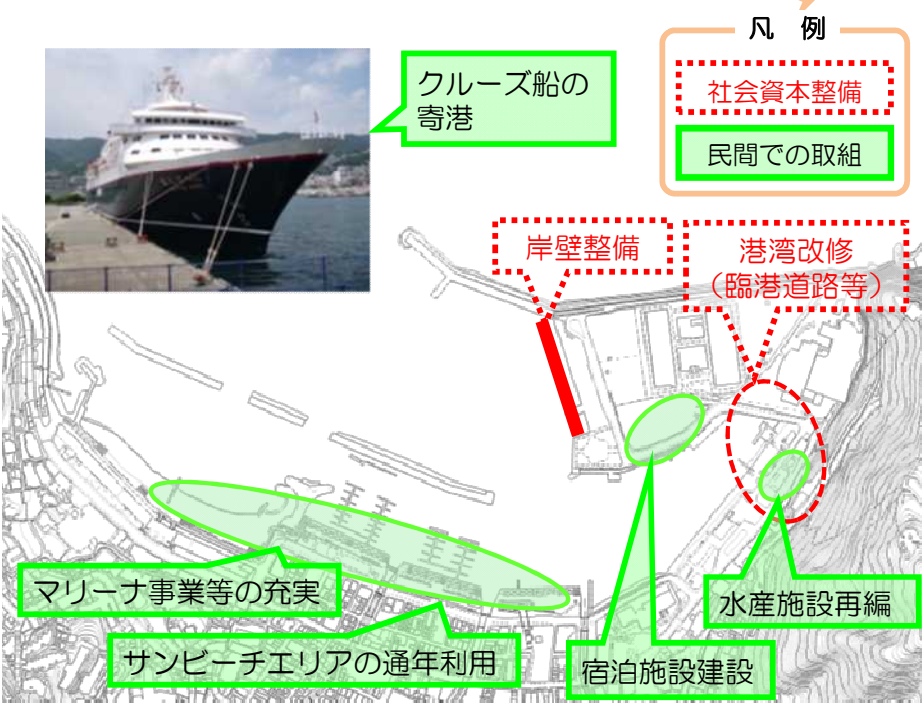 凡 例
社会資本整備
民間での取組
クルーズ船の
寄港
岸壁整備
港湾改修
（臨港道路等）
マリーナ事業等の充実
サンビーチエリアの通年利用
宿泊施設建設
水産施設再編